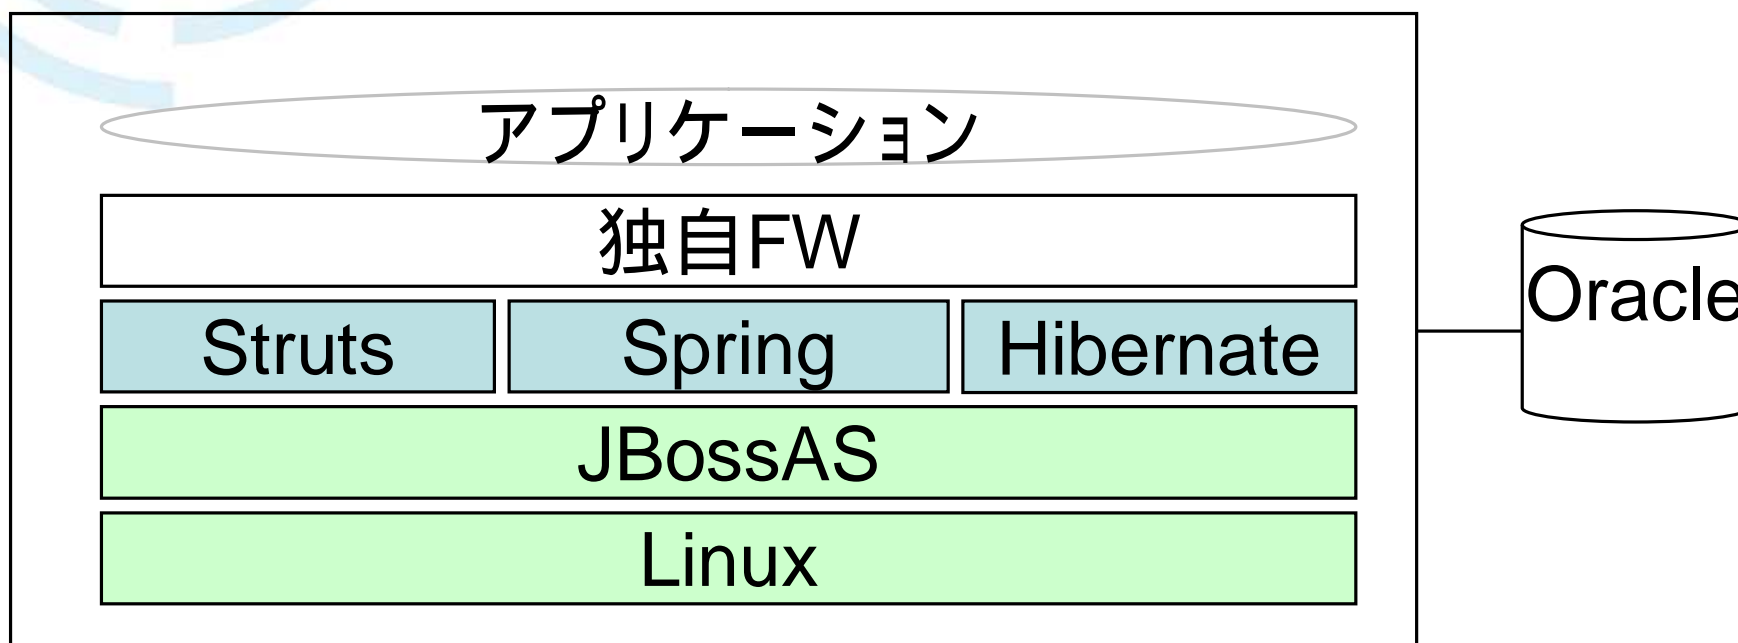 アプリケーション
独自FW
Struts Spring Hibernate
Oracle
JBossAS
Linux